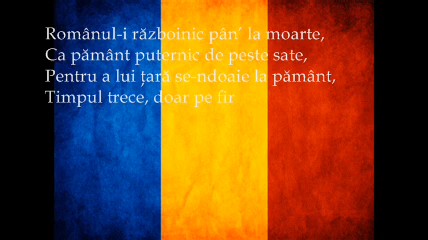 Românul-i războinic pân’ la moarte,
Ca pământ puternic de peste sate,
Pentru a lui țară se-ndoaie la pământ,
Timpul trece, doar pe fir